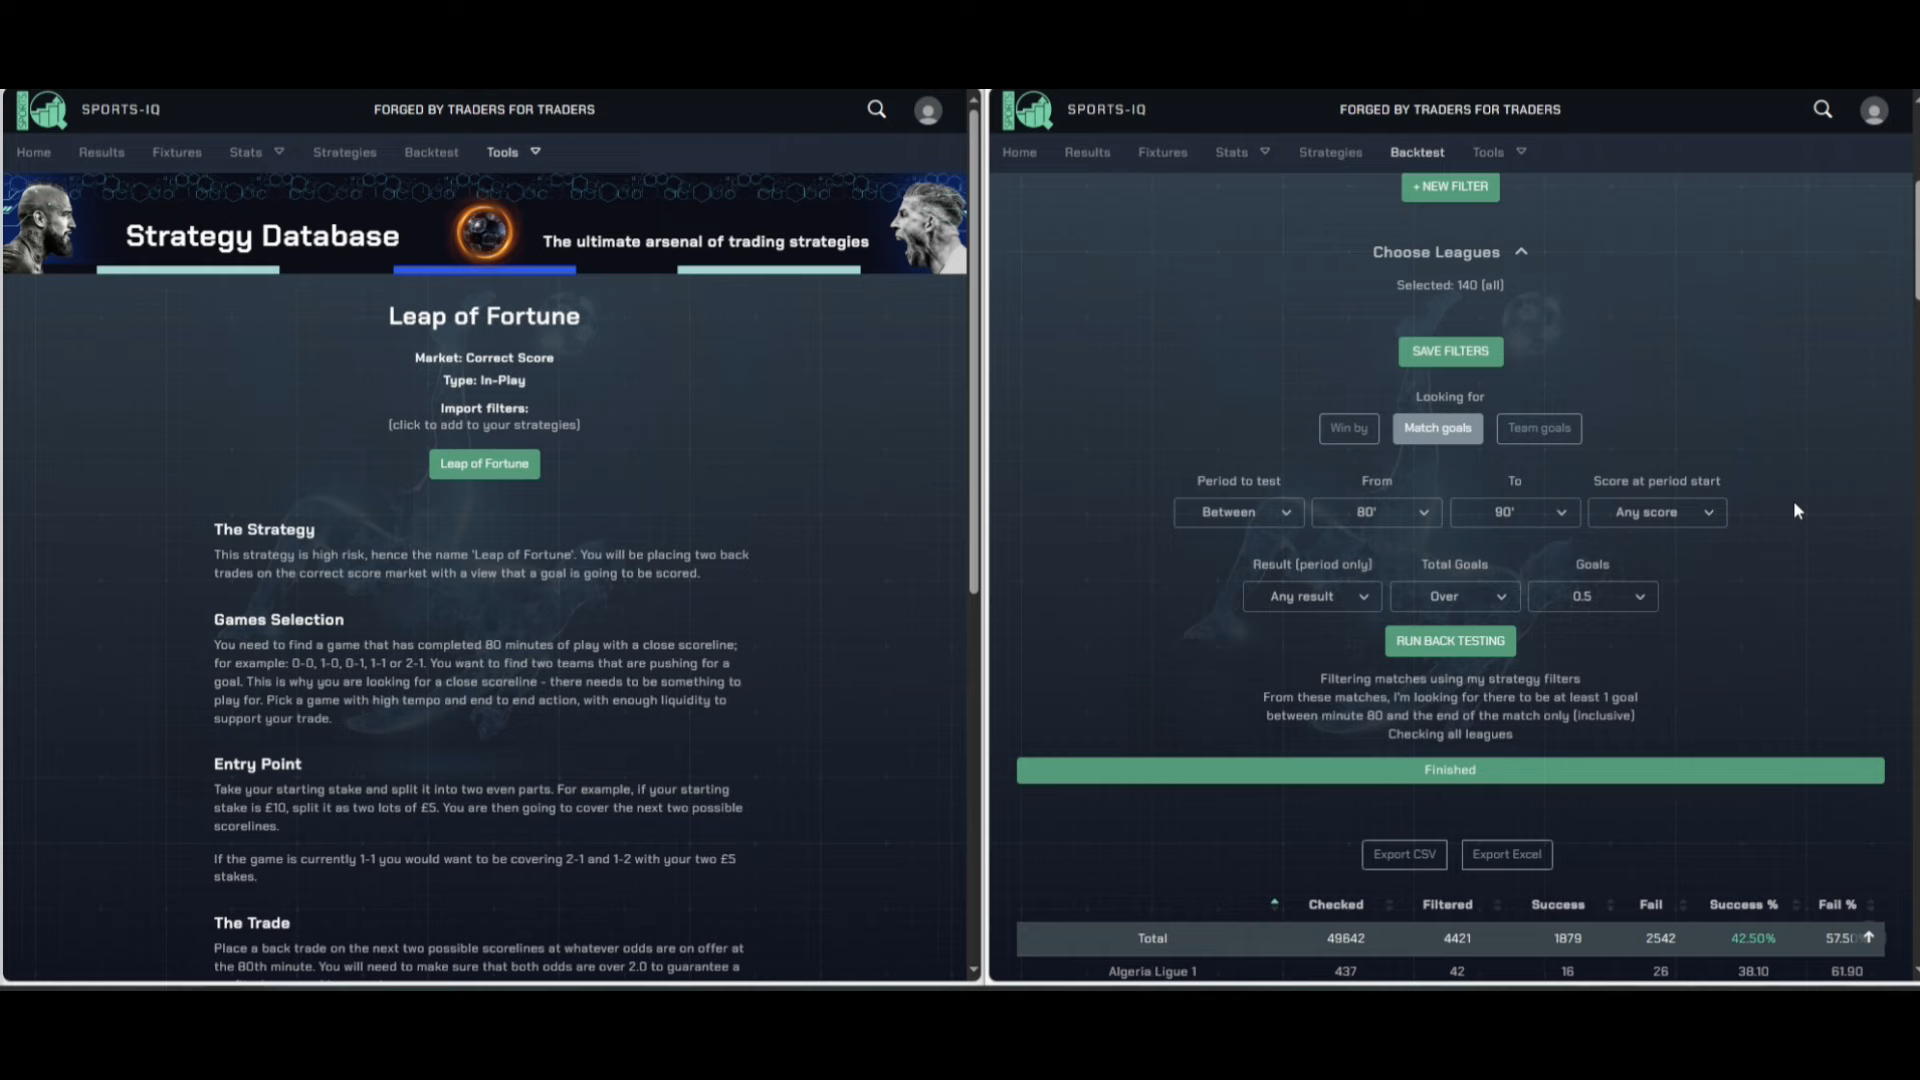 SPORTS
SPORTS-IQ
FORGED BY TRADERS FOR TRADERS
Home Results Fixtures Stats Strategies Backtest Tools
Strategy Database
The ultimate arsenal of trading strategies
Leap of Fortune
Market: Correct Score
Type: In-Play
Import filters:
(click to add to your strategies)
Leap of Fortune
The Strategy
This strategy is high risk, hence the name 'Leap of Fortune'. You will be placing two back
trades on the correct score market with a view that a goal is going to be scored.
Games Selection
You need to find a game that has completed 80 minutes of play with a close scoreline;
for example: 0-0, 1-0, 0-1, 1-1 or 2-1. You want to find two teams that are pushing for a
goal. This is why you are looking for a close scoreline - there needs to be something to
play for. Pick a game with high tempo and end to end action, with enough liquidity to
support your trade.
Entry Point
Take your starting stake and split it into two even parts. For example, if your starting
stake is £10, split it as two lots of £5. You are then going to cover the next two possible
scorelines.
If the game is currently 1-1 you would want to be covering 2-1 and 1-2 with your two £5
stakes.
The Trade
Place a back trade on the next two possible scorelines at whatever odds are on offer at
the 80th minute. You will need to make sure that both odds are over 2.0 to guarantee a
SPORTS
SPORTS-IQ
FORGED BY TRADERS FOR TRADERS
Home Results Fixtures Stats Strategies Backtest Tools
+ NEW FILTER
Choose Leagues
Selected: 140 (all)
SAVE FILTERS
Looking for
Win by Match goals Team goals
Period to test From To Score at period start
Between 80' 90' Any score
Result (period only) Total Goals Goals
Any result Over 0.5
RUN BACK TESTING
Filtering matches using my strategy filters
From these matches, I'm looking for there to be at least 1 goal
between minute 80 and the end of the match only (inclusive)
Checking all leagues
Finished
Export CSV Export Excel
Checked Filtered Success Fail Success % Fail %
Total 49642 4421 1879 2542 42.50% 57.50
Algeria Ligue 1 437 42 16 26 38.10 61.90